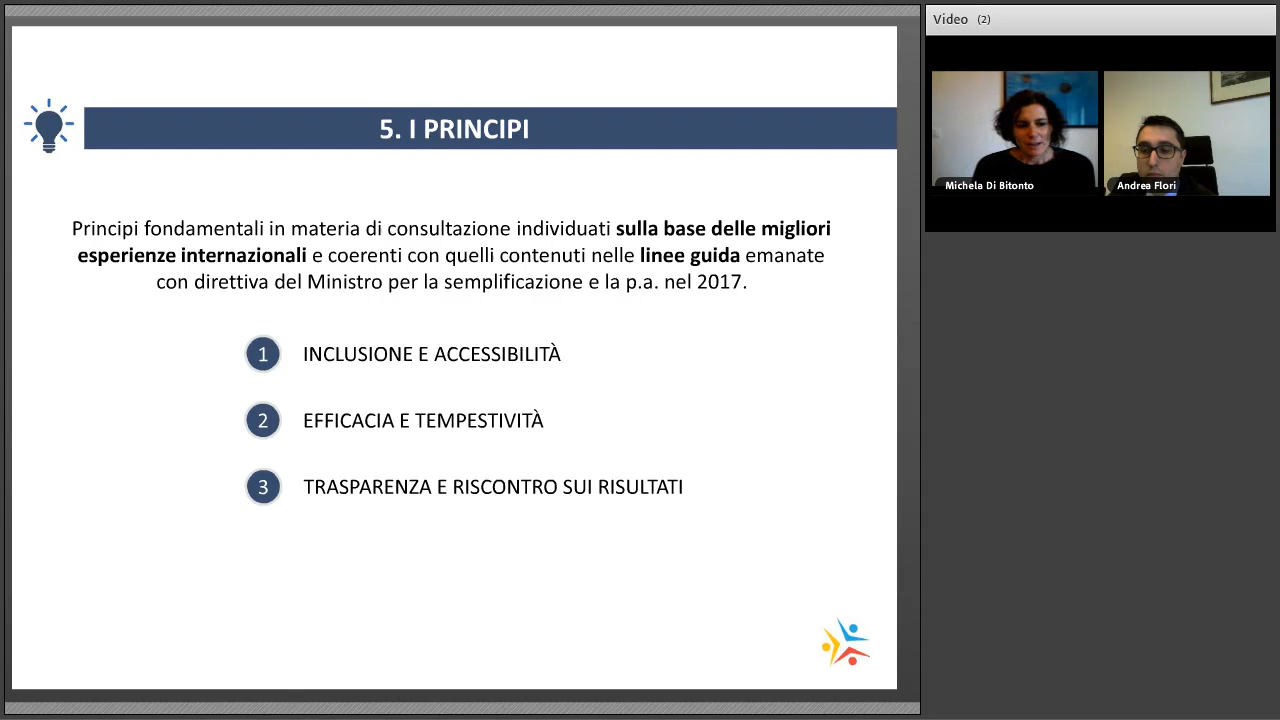 5. I PRINCIPI
Principi fondamentali in materia di consultazione individuati sulla base delle migliori
esperienze internazionali e coerenti con quelli contenuti nelle linee guida emanate
con direttiva del Ministro per la semplificazione e la p.a. nel 2017.
1 INCLUSIONE E ACCESSIBILITÀ
2 EFFICACIA E TEMPESTIVITÀ
3 TRASPARENZA E RISCONTRO SUI RISULTATI
Video (2)
Michela Di Bitonto
Andrea Flori